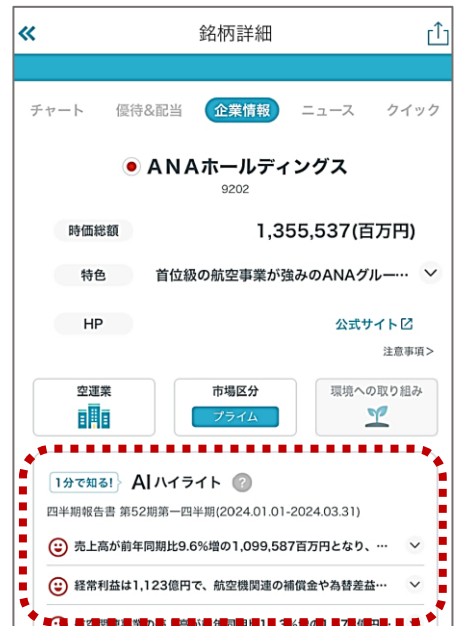 銘柄詳細
チャート 優待&配当 企業情報 ニュース クイック
ANAホールディングス
9202
時価総額 1,355,537(百万円)
特色 首位級の航空事業が強みのANAグルー…
HP 公式サイト
注意事項>
空運業 市場区分 環境への取り組み
プライム
1分で知る! AIハイライト ?
四半期報告書 第52期第一四半期(2024.01.01-2024.03.31)
売上高が前年同期比9.6%増の1,099,587百万円となり、…
経常利益は1,123億円で、航空機関連の補償金や為替差益…